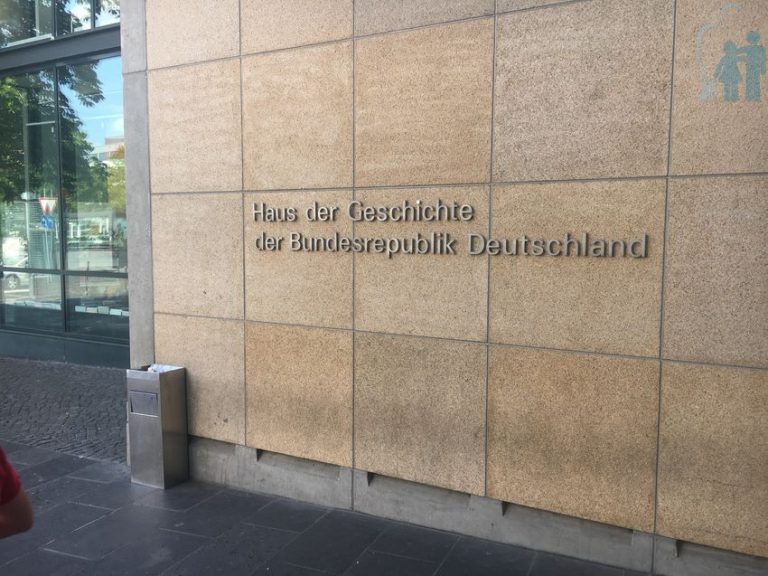 Haus der Geschichte
der Bundesrepublik Deutschland